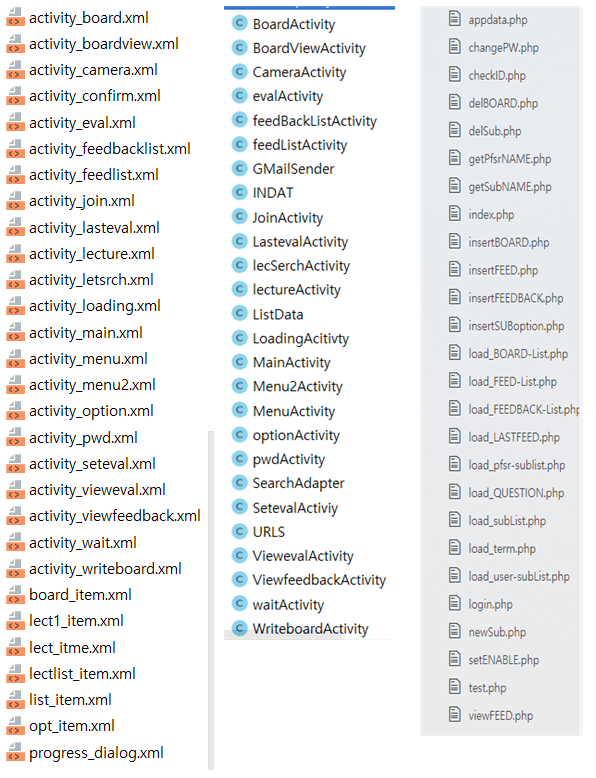 activity_board.xml
activity_boardview.xml
activity_camera.xml
activity_confirm.xml
activity_eval.xml
activity_feedbacklist.xml
activity_feedlist.xml
activity_join.xml
activity_lasteval.xml
activity_lecture.xml
activity_letsrch.xml
activity_loading.xml
activity_main.xml
activity_menu.xml
activity_menu2.xml
activity_option.xml
activity_pwd.xml
activity_seteval.xml
activity_vieweval.xml
activity_viewfeedback.xml
activity_wait.xml
activity_writeboard.xml
board_item.xml
lect1_item.xml
lect_itme.xml
lectlist_item.xml
list_item.xml
opt_item.xml
progress_dialog.xml
BoardActivity
BoardViewActivity
CameraActivity
evalActivity
feedBackListActivity
feedListActivity
GMailSender
INDAT
JoinActivity
LastevalActivity
lecSerchActivity
lectureActivity
ListData
LoadingAcitivty
MainActivity
Menu2Activity
MenuActivity
optionActivity
pwdActivity
SearchAdapter
SetevalActiviy
URLS
ViewevalActivity
ViewfeedbackActivity
waitActivity
WriteboardActivity
appdata.php
changePW.php
checkID.php
delBOARD.php
delSub.php
getPfsrNAME.php
getSubNAME.php
index.php
insertBOARD.php
insertFEED.php
insertFEEDBACK.php
insertSUBoption.php
load_BOARD-List.php
load_FEED-List.php
load_FEEDBACK-List.php
load_LASTFEED.php
load_pfsr-sublist.php
load_QUESTION.php
load_subList.php
load_term.php
load_user-subList.php
login.php
newSub.php
setENABLE.php
test.php
viewFEED.php